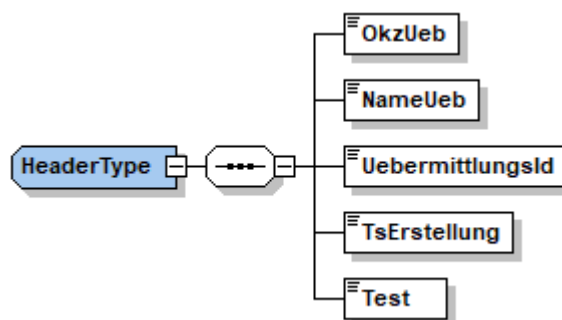 OkzUeb
NameUeb
HeaderType
UebermittlungsId
TsErstellung
Test